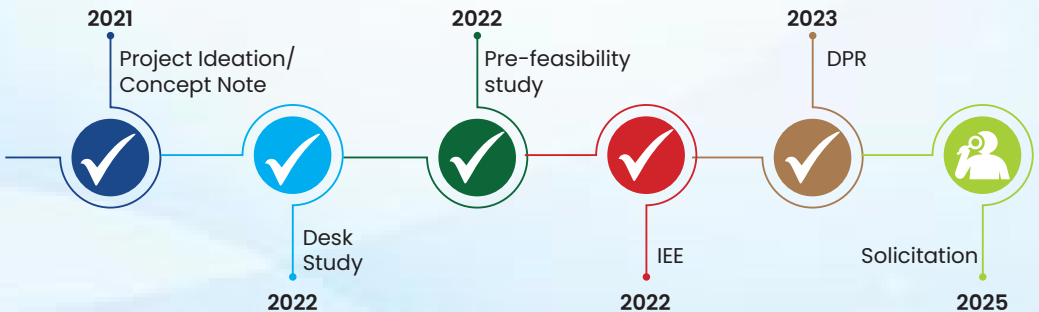 2021
Project Ideation/
Concept Note
Desk
Study
2022
2022
Pre-feasibility
study
IEE
2022
2023
DPR
Solicitation
2025